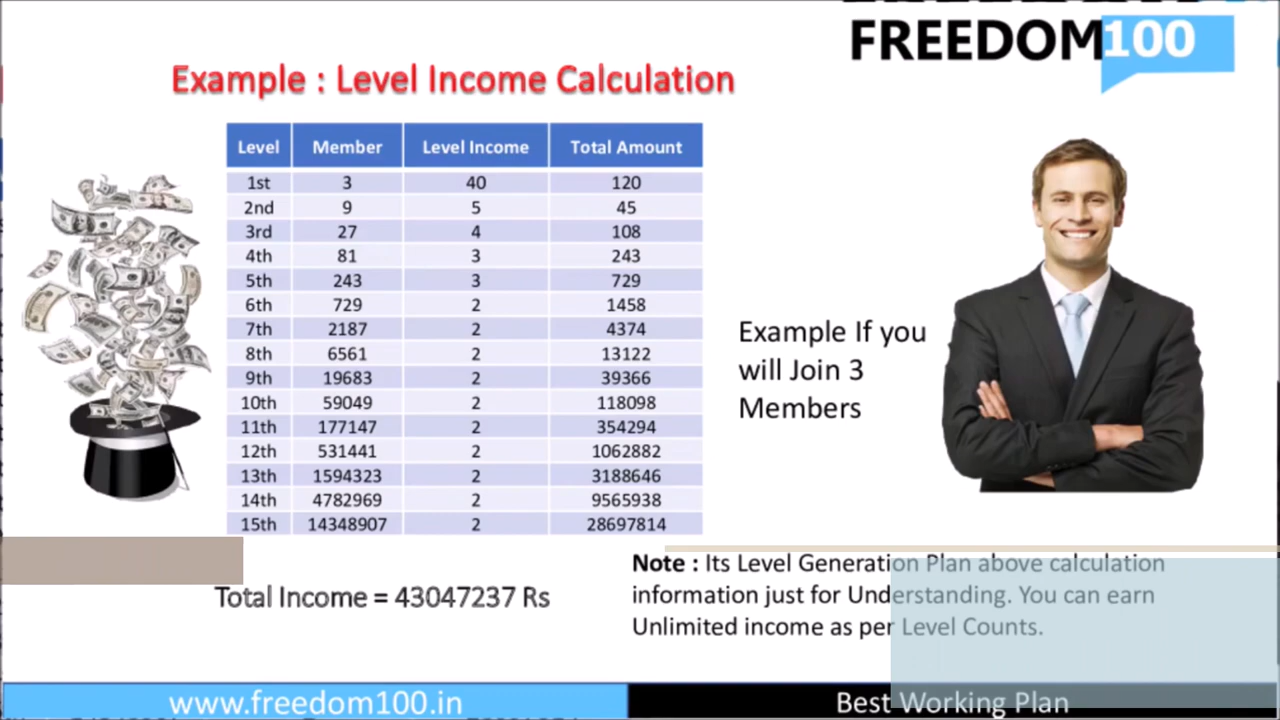 FREEDOM100
Example : Level Income Calculation
Level Member Level Income Total Amount
1st 3 40 120
2nd 9 5 45
3rd 27 4 108
4th 81 3 243
5th 243 3 729
6th 729 2 1458
7th 2187 2 4374
8th 6561 2 13122
9th 19683 2 39366
10th 59049 2 118098
11th 177147 2 354294
12th 531441 2 1062882
13th 1594323 2 3188646
14th 4782969 2 9565938
15th 14348907 2 28697814
Example If you
will Join 3
Members
Total Income = 43047237 Rs
Note : Its Level Generation Plan above calculation
information just for Understanding. You can earn
Unlimited income as per Level Counts.
www.freedom100.in
Best Working Plan